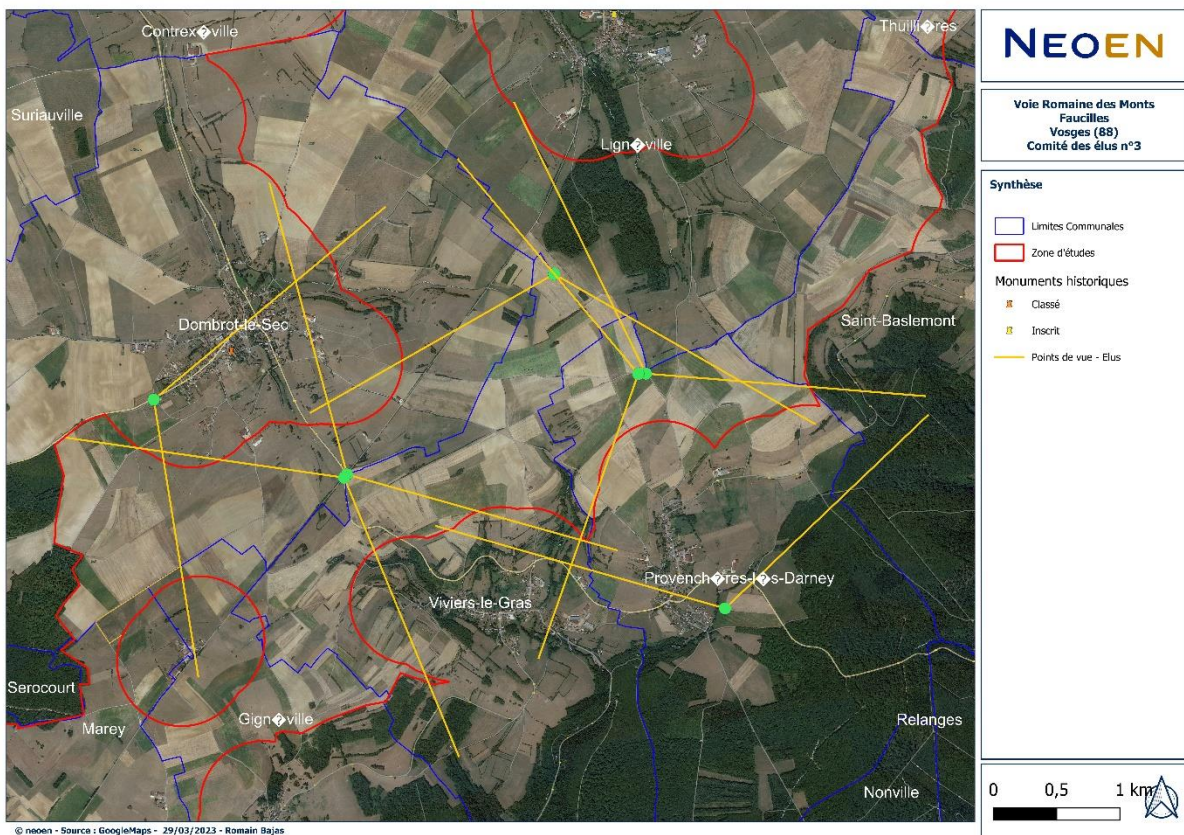 Contrex�ville
Thuilli�res
Suriauville
Lign�ville
Dombrot-le-Sec
Saint-Baslemont
Provench�res-l�s-Darney
Viviers-le-Gras
Serocourt
Marey
Gign�ville
Relanges
Nonville
NEOEN
Voie Romaine des Monts
Faucilles
Vosges (88)
Comité des élus n°3
Synthèse
Limites Communales
Zone d'études
Monuments historiques
Classé
Inscrit
Points de vue - Elus
0 0,5 1 km
© neoen - Source : GoogleMaps - 29/03/2023 - Romain Bajas